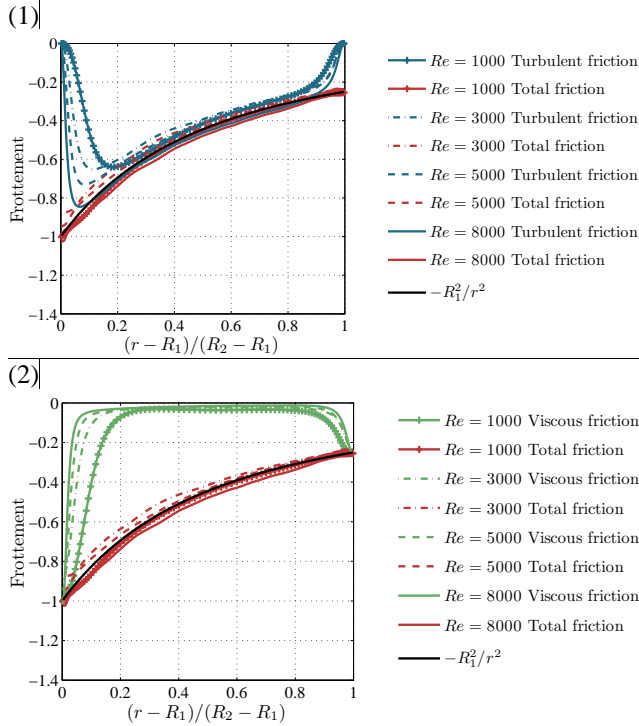 (1)
0
−0.2
−0.4
−0.6
−0.8
−1
−1.2
−1.4
Frottement
0 0.2 0.4 0.6 0.8 1
(r − R₁)/(R₂ − R₁)
Re = 1000 Turbulent friction
Re = 1000 Total friction
Re = 3000 Turbulent friction
Re = 3000 Total friction
Re = 5000 Turbulent friction
Re = 5000 Total friction
Re = 8000 Turbulent friction
Re = 8000 Total friction
−R₁²/r²
(2)
0
−0.2
−0.4
−0.6
−0.8
−1
−1.2
−1.4
Frottement
0 0.2 0.4 0.6 0.8 1
(r − R₁)/(R₂ − R₁)
Re = 1000 Viscous friction
Re = 1000 Total friction
Re = 3000 Viscous friction
Re = 3000 Total friction
Re = 5000 Viscous friction
Re = 5000 Total friction
Re = 8000 Viscous friction
Re = 8000 Total friction
−R₁²/r²